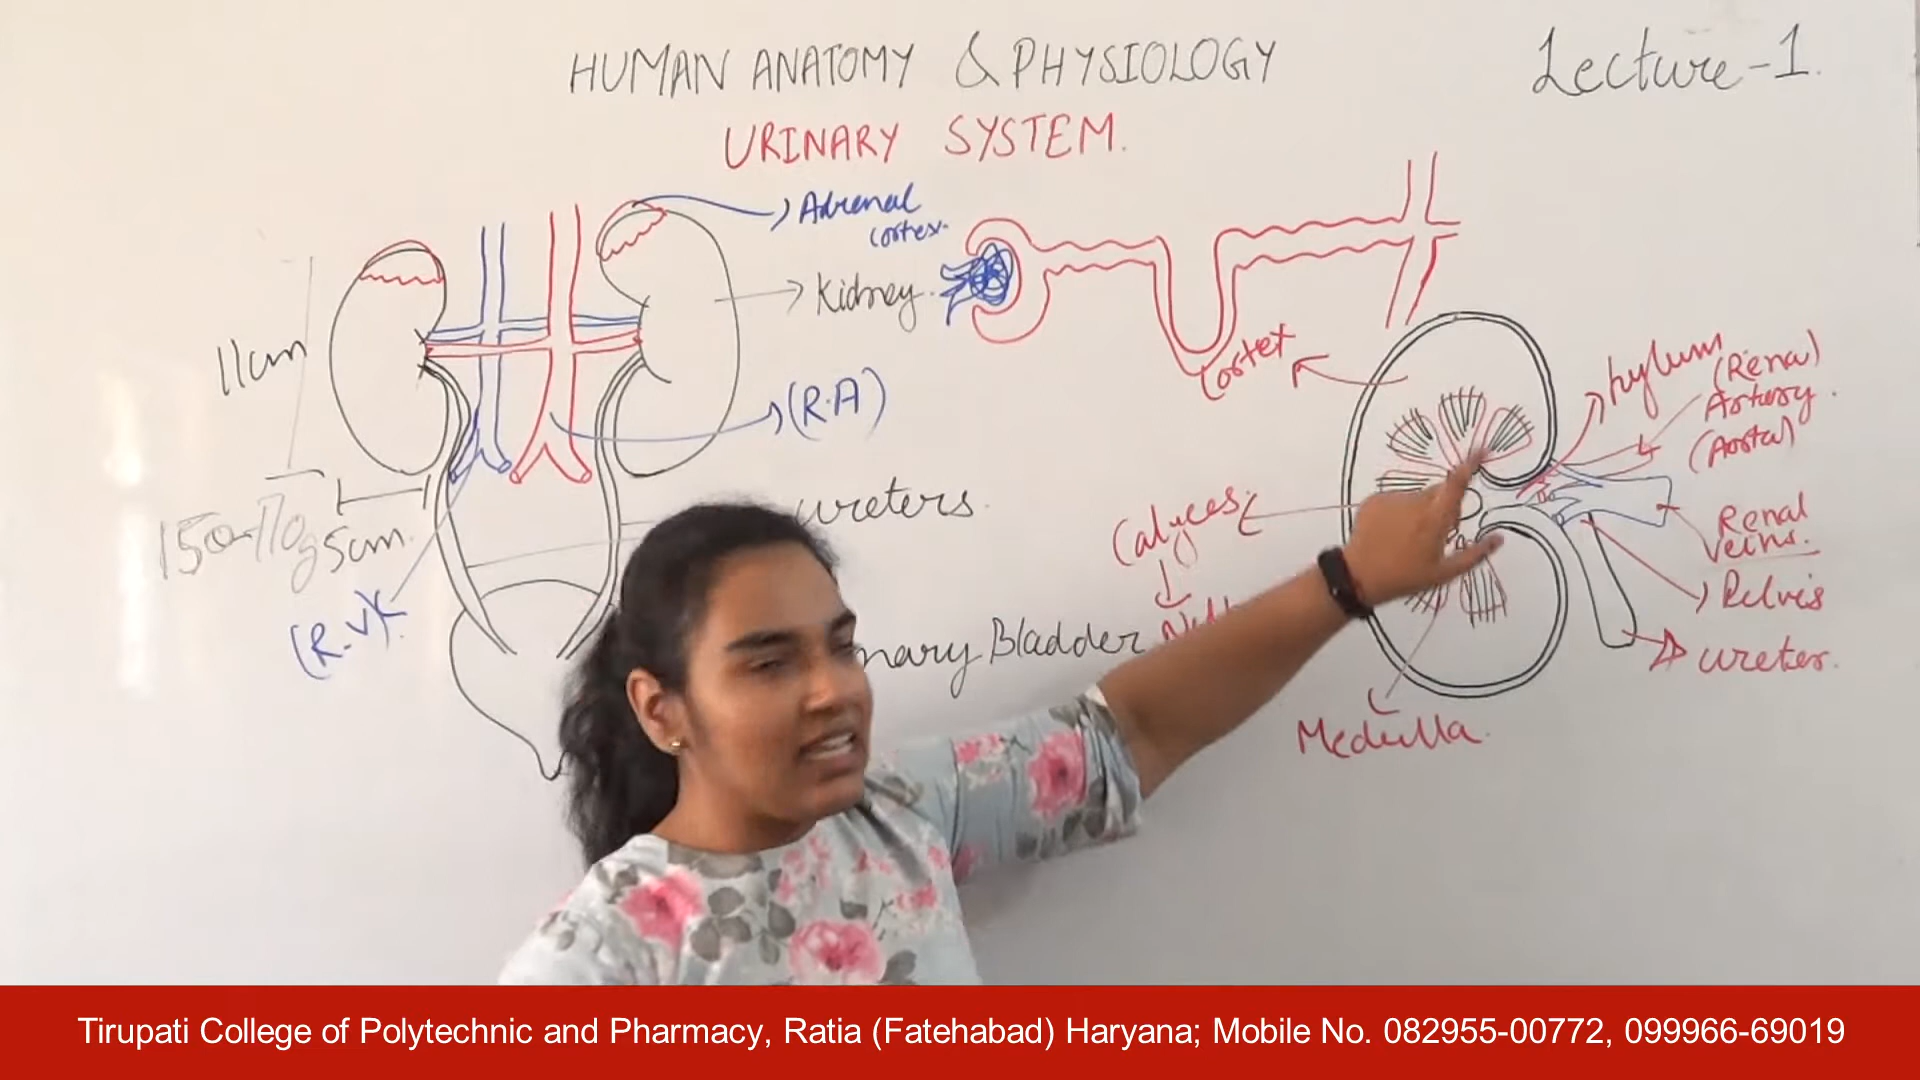 HUMAN ANATOMY & PHYSIOLOGY
Lecture-1.
URINARY SYSTEM.
Adrenal
cortex.
Kidney.
11cm
(R.A)
ureters.
150-170g
5cm.
(R.V)
nary Bladder
Cortex
hylum
(Renal)
Artery.
(Aorta)
Calyces
Renal
veins.
Pelvis
ureter.
Medulla.
Tirupati College of Polytechnic and Pharmacy, Ratia (Fatehabad) Haryana; Mobile No. 082955-00772, 099966-69019